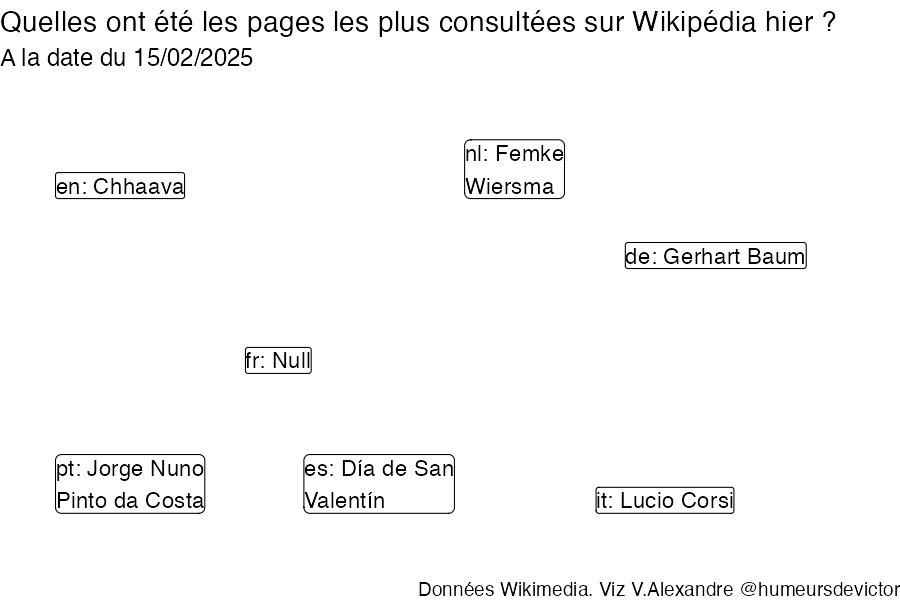 Quelles ont été les pages les plus consultées sur Wikipédia hier ?
A la date du 15/02/2025
nl: Femke
Wiersma
en: Chhaava
de: Gerhart Baum
fr: Null
pt: Jorge Nuno
Pinto da Costa
es: Día de San
Valentín
it: Lucio Corsi
Données Wikimedia. Viz V.Alexandre @humeursdevictor